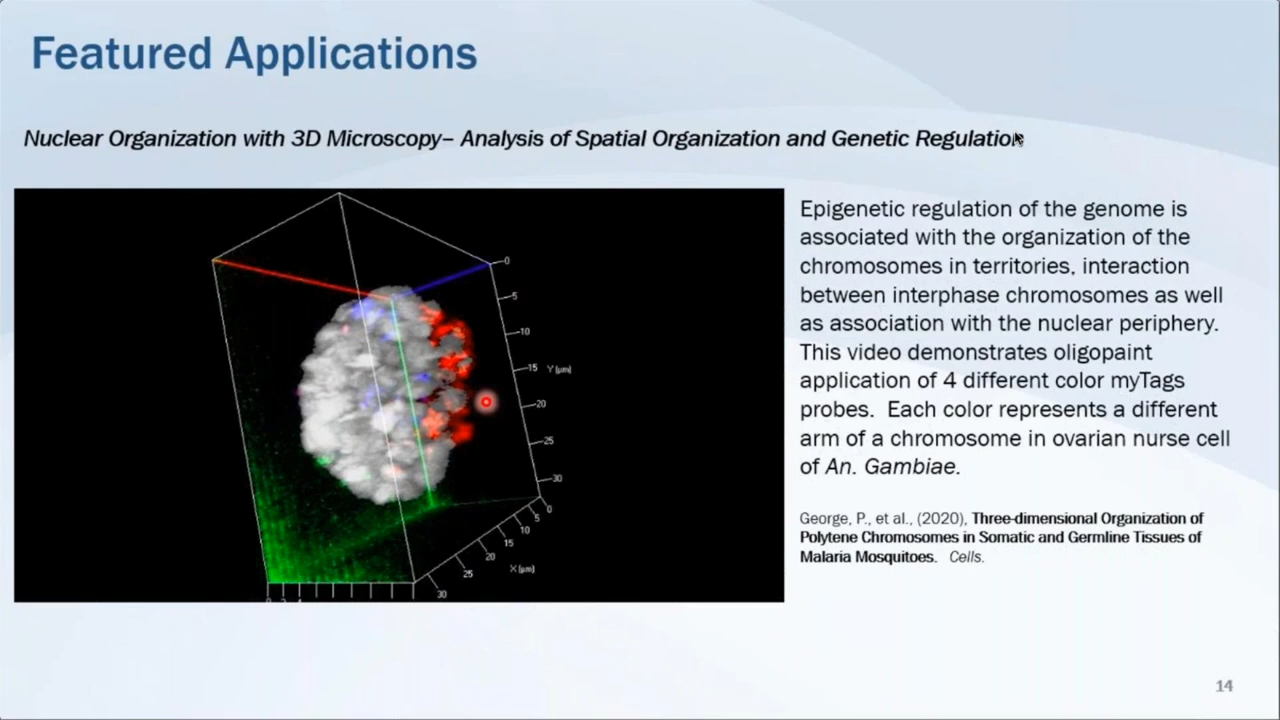 Featured Applications
Nuclear Organization with 3D Microscopy– Analysis of Spatial Organization and Genetic Regulation
Epigenetic regulation of the genome is
associated with the organization of the
chromosomes in territories, interaction
between interphase chromosomes as well
as association with the nuclear periphery.
This video demonstrates oligopaint
application of 4 different color myTags
probes.  Each color represents a different
arm of a chromosome in ovarian nurse cell
of An. Gambiae.
George, P., et al., (2020), Three-dimensional Organization of
Polytene Chromosomes in Somatic and Germline Tissues of
Malaria Mosquitoes.   Cells.
0
5
10
15 Y [µm]
20
25
30
0
5
10
15
20
25
30
X [µm]
14